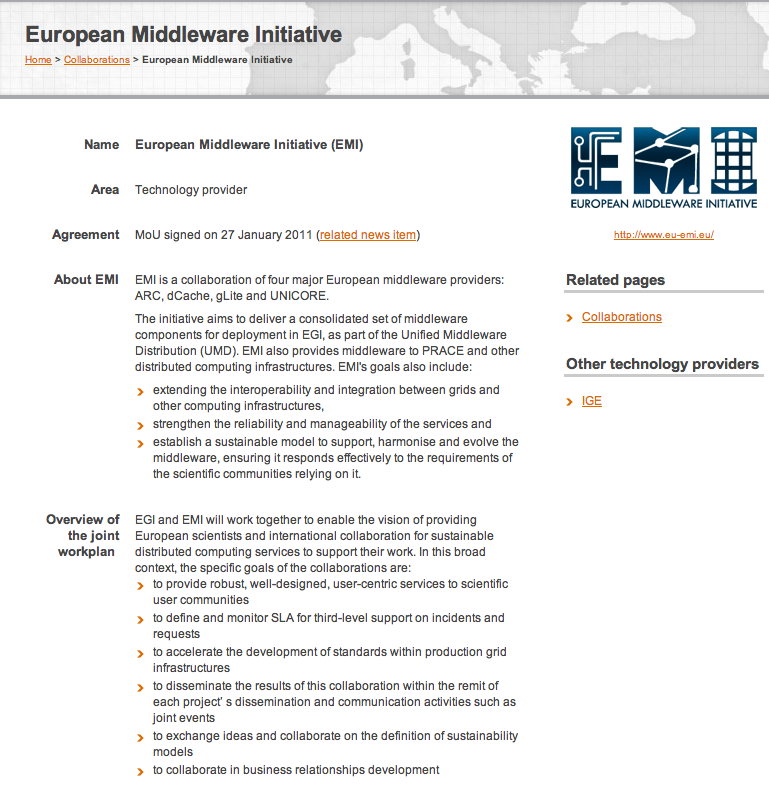 European Middleware Initiative
Home > Collaborations > European Middleware Initiative
Name
European Middleware Initiative (EMI)
Area
Technology provider
Agreement
MoU signed on 27 January 2011 (related news item)
About EMI
EMI is a collaboration of four major European middleware providers:
ARC, dCache, gLite and UNICORE.
The initiative aims to deliver a consolidated set of middleware
components for deployment in EGI, as part of the Unified Middleware
Distribution (UMD). EMI also provides middleware to PRACE and other
distributed computing infrastructures. EMI's goals also include:
extending the interoperability and integration between grids and
other computing infrastructures,
strengthen the reliability and manageability of the services and
establish a sustainable model to support, harmonise and evolve the
middleware, ensuring it responds effectively to the requirements of
the scientific communities relying on it.
Overview of
the joint
workplan
EGI and EMI will work together to enable the vision of providing
European scientists and international collaboration for sustainable
distributed computing services to support their work. In this broad
context, the specific goals of the collaborations are:
to provide robust, well-designed, user-centric services to scientific
user communities
to define and monitor SLA for third-level support on incidents and
requests
to accelerate the development of standards within production grid
infrastructures
to disseminate the results of this collaboration within the remit of
each project' s dissemination and communication activities such as
joint events
to exchange ideas and collaborate on the definition of sustainability
models
to collaborate in business relationships development
EMI
EUROPEAN MIDDLEWARE INITIATIVE
http://www.eu-emi.eu/
Related pages
Collaborations
Other technology providers
IGE